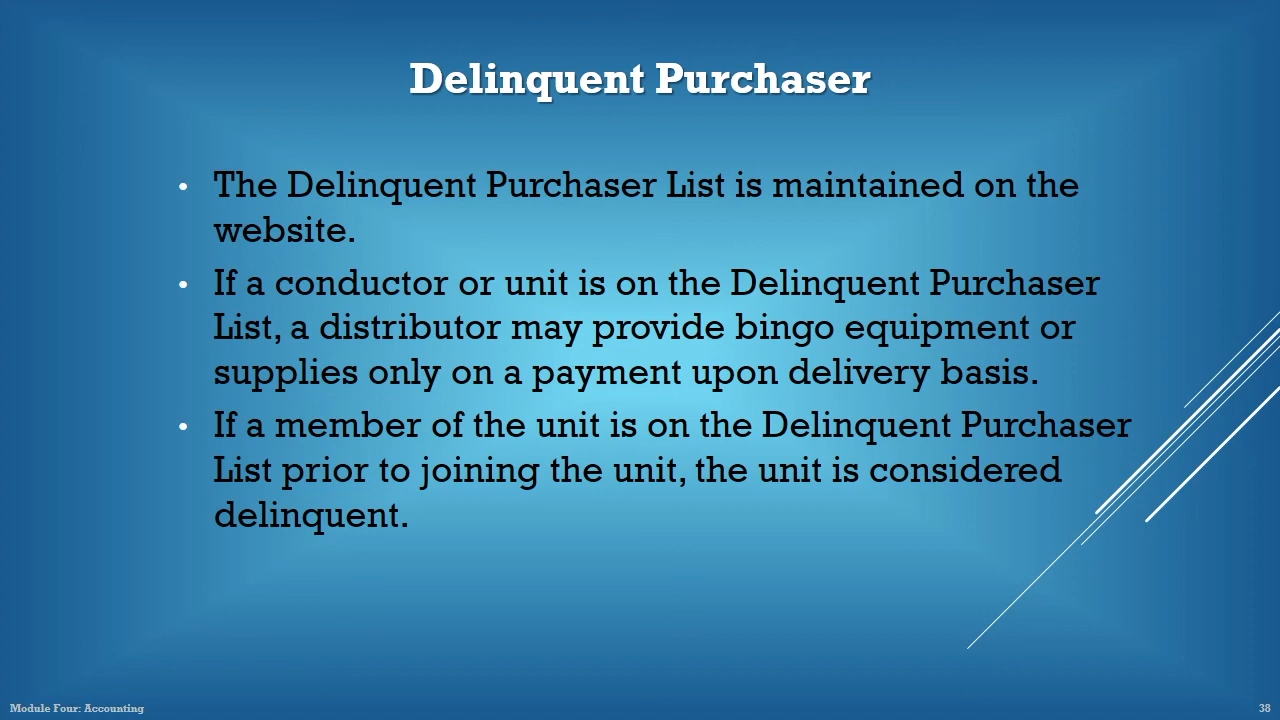 Delinquent Purchaser
• The Delinquent Purchaser List is maintained on the
website.
• If a conductor or unit is on the Delinquent Purchaser
List, a distributor may provide bingo equipment or
supplies only on a payment upon delivery basis.
• If a member of the unit is on the Delinquent Purchaser
List prior to joining the unit, the unit is considered
delinquent.
Module Four: Accounting
38